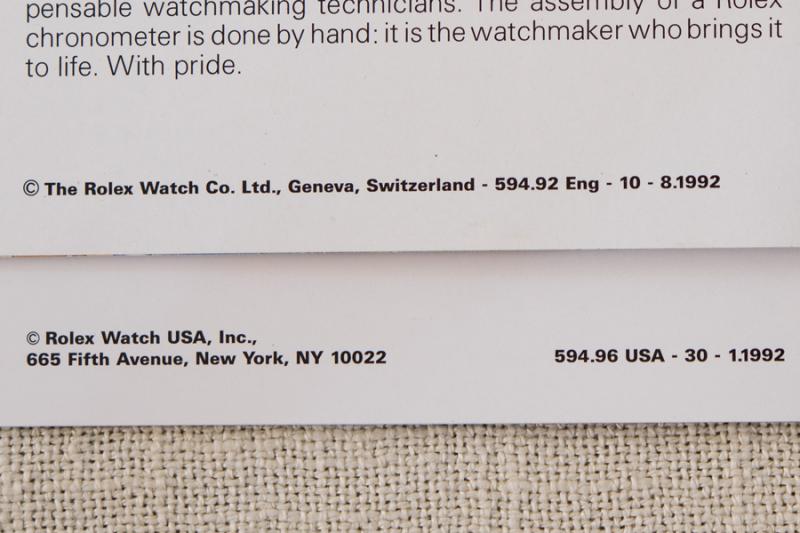 pensable watchmaking technicians. The assembly of a Rolex
chronometer is done by hand: it is the watchmaker who brings it
to life. With pride.
© The Rolex Watch Co. Ltd., Geneva, Switzerland - 594.92 Eng - 10 - 8.1992
© Rolex Watch USA, Inc.,
665 Fifth Avenue, New York, NY 10022
594.96 USA - 30 - 1.1992